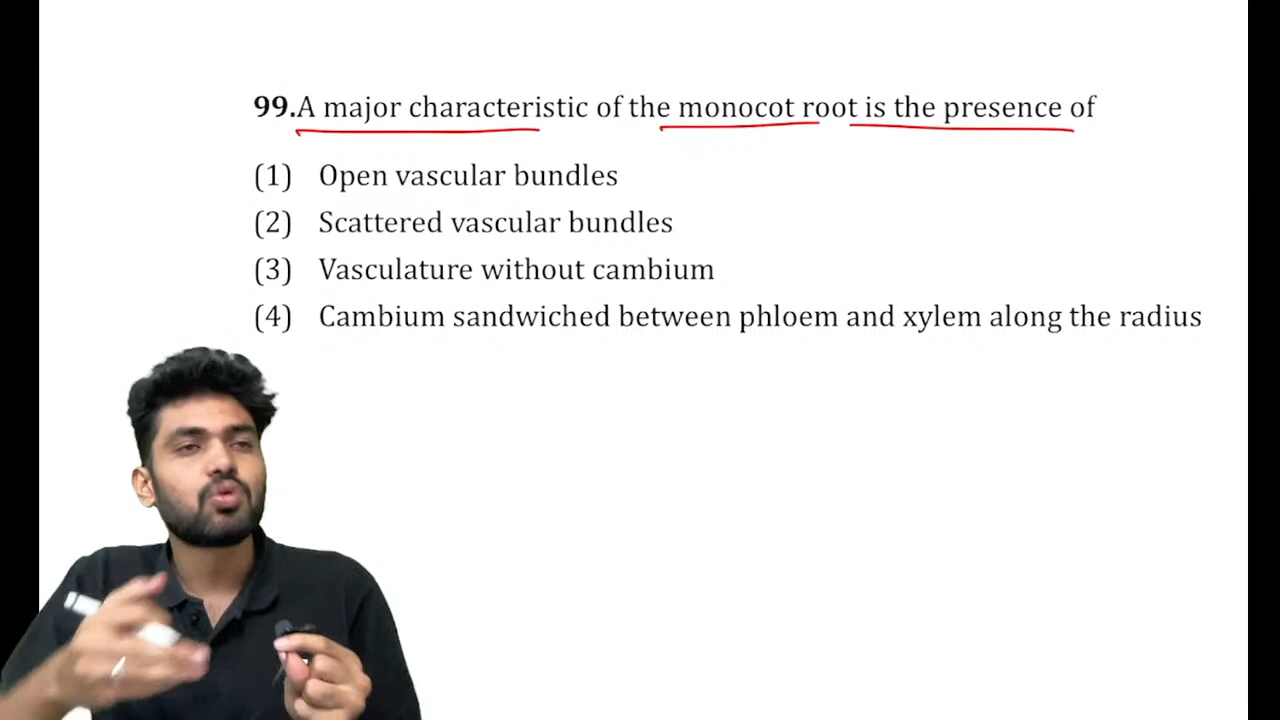 99.A major characteristic of the monocot root is the presence of
(1) Open vascular bundles
(2) Scattered vascular bundles
(3) Vasculature without cambium
(4) Cambium sandwiched between phloem and xylem along the radius